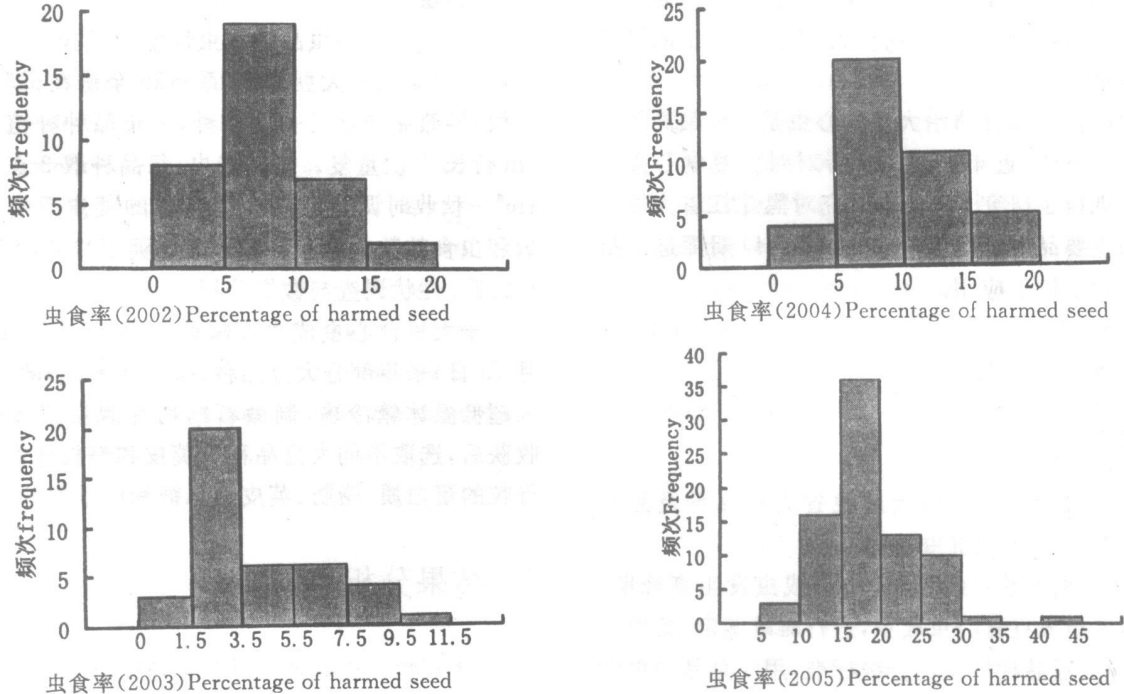 20
15
10
5
0
频次Frequency
0 5 10 15 20
虫食率(2002)Percentage of harmed seed
25
20
15
10
5
0
频次Frequency
0 5 10 15 20
虫食率(2004)Percentage of harmed seed
25
20
15
10
5
0
频次frequency
0 1.5 3.5 5.5 7.5 9.5 11.5
虫食率(2003)Percentage of harmed seed
40
35
30
25
20
15
10
5
0
频次Frequency
5 10 15 20 25 30 35 40 45
虫食率(2005)Percentage of harmed seed